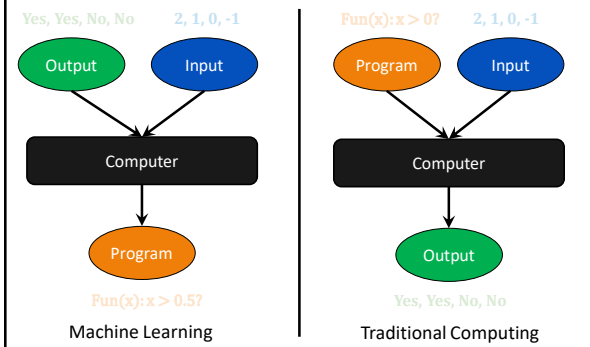 Yes, Yes, No, No
2, 1, 0, -1
Output
Input
Computer
Program
Fun(x): x > 0.5?
Machine Learning
Fun(x): x > 0?
2, 1, 0, -1
Program
Input
Computer
Output
Yes, Yes, No, No
Traditional Computing